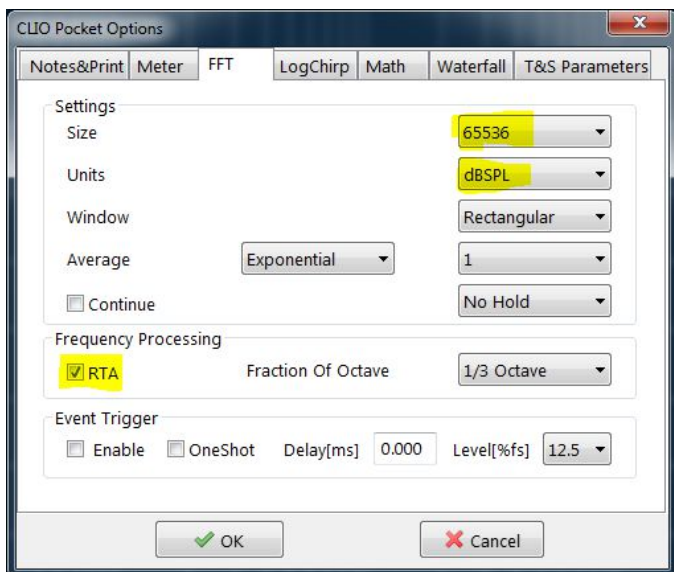 CLIO Pocket Options
Notes&Print Meter FFT LogChirp Math Waterfall T&S Parameters
Settings
Size 65536
Units dBSPL
Window Rectangular
Average Exponential 1
Continue No Hold
Frequency Processing
RTA Fraction Of Octave 1/3 Octave
Event Trigger
Enable OneShot Delay[ms] 0.000 Level[%fs] 12.5
OK Cancel